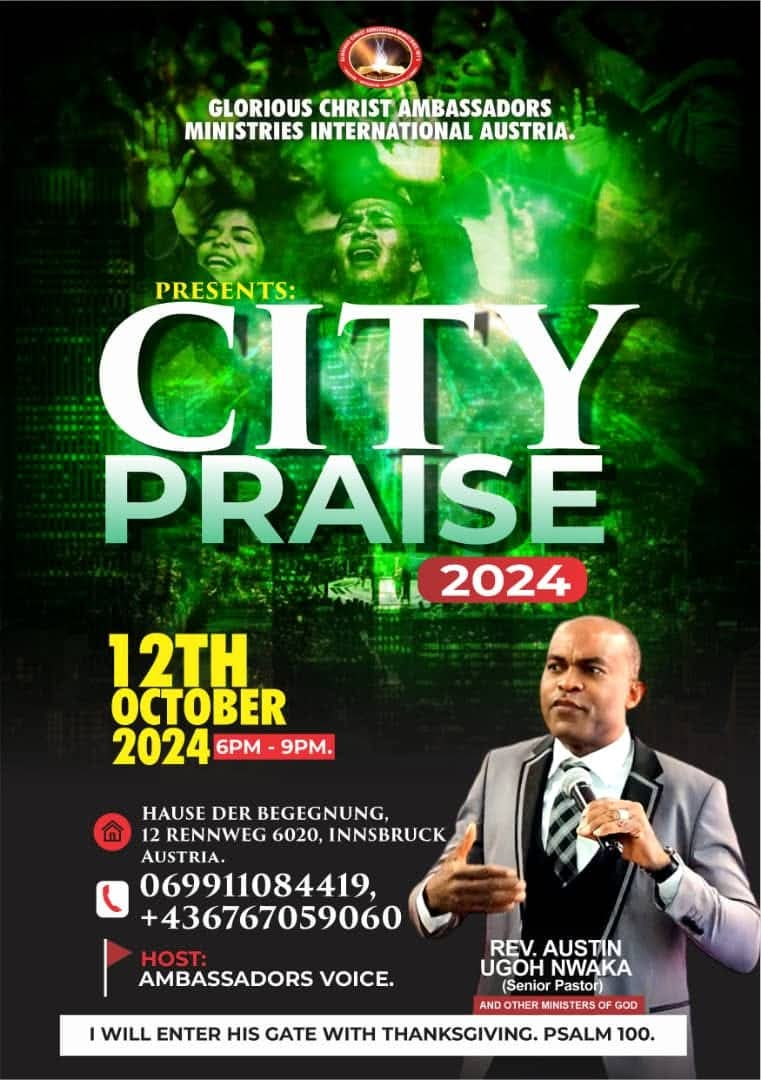 GLORIOUS CHRIST AMBASSADORS
MINISTRIES INTERNATIONAL AUSTRIA.
PRESENTS:
CITY
PRAISE
2024
12TH
OCTOBER
2024 6PM - 9PM.
HAUSE DER BEGEGNUNG,
12 RENNWEG 6020, INNSBRUCK
AUSTRIA.
069911084419,
+436767059060
HOST:
AMBASSADORS VOICE.
REV. AUSTIN
UGOH NWAKA
(Senior Pastor)
AND OTHER MINISTERS OF GOD
I WILL ENTER HIS GATE WITH THANKSGIVING. PSALM 100.